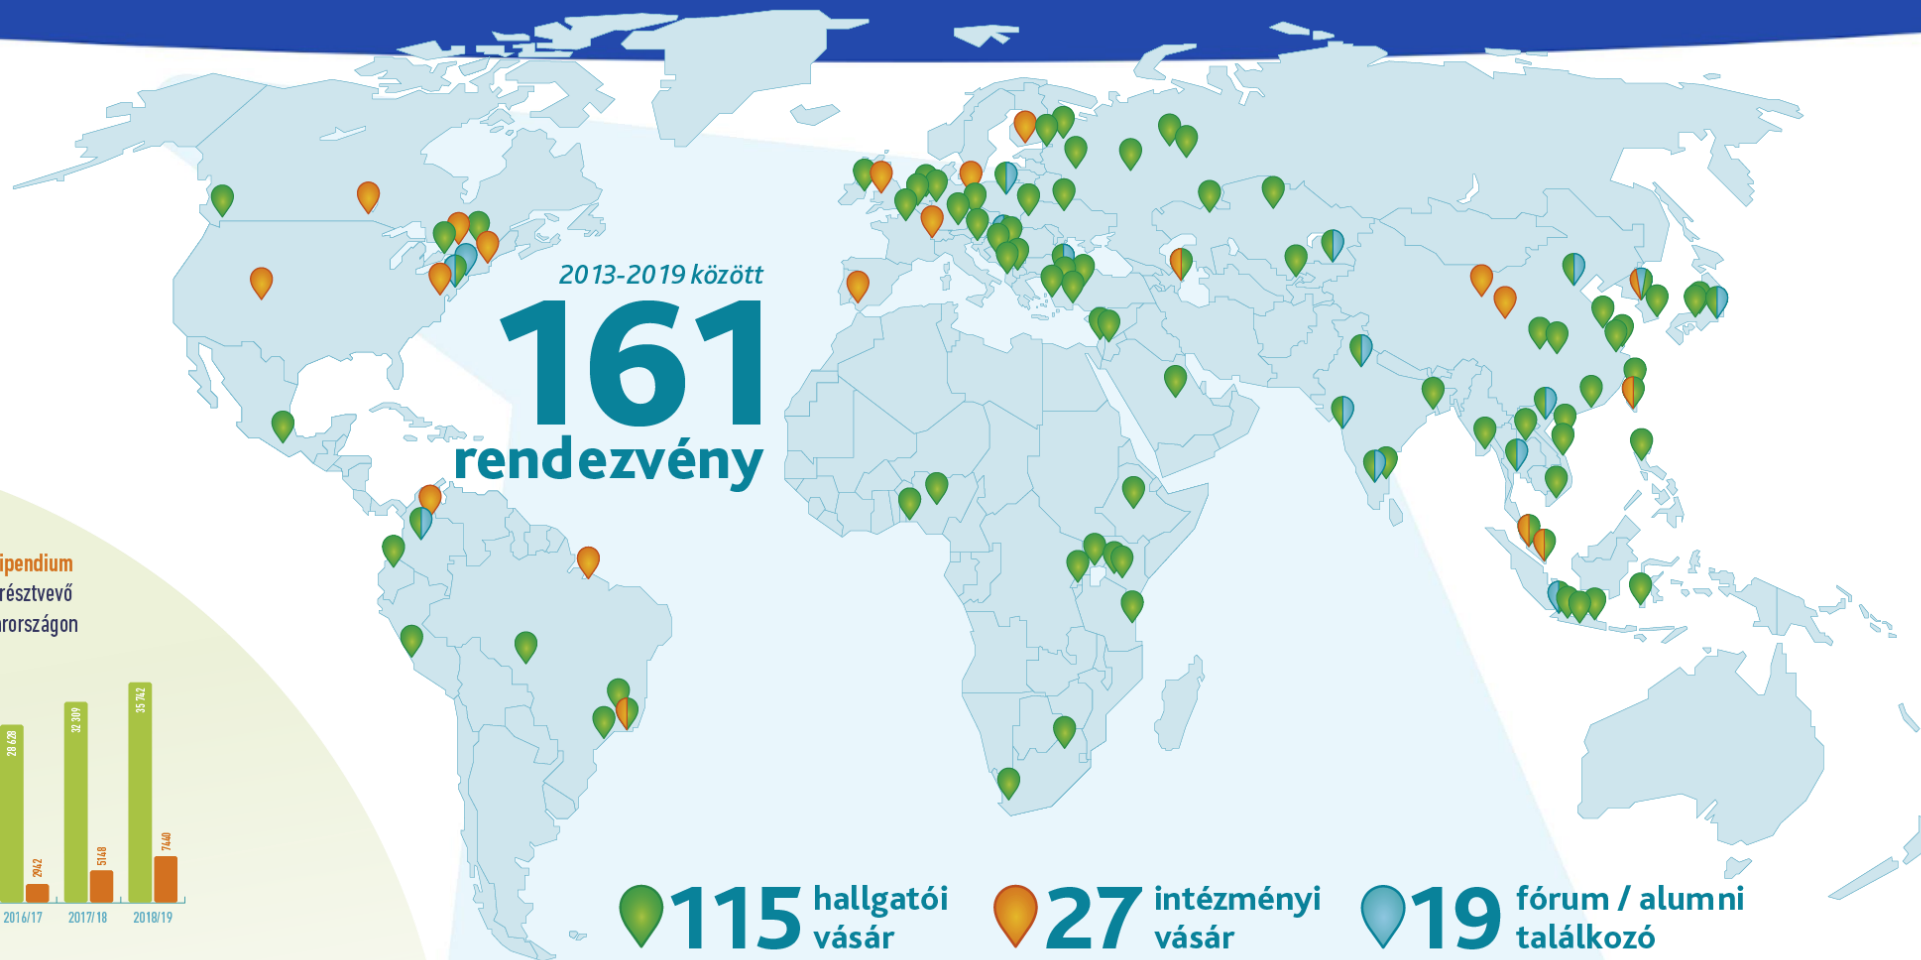 2013-2019 között
161
rendezvény
ipendium
résztvevő
rországon
28 628
2942
32 309
5148
35 742
7440
2016/17
2017/18
2018/19
115 hallgatói
vásár
27 intézményi
vásár
19 fórum / alumni
találkozó